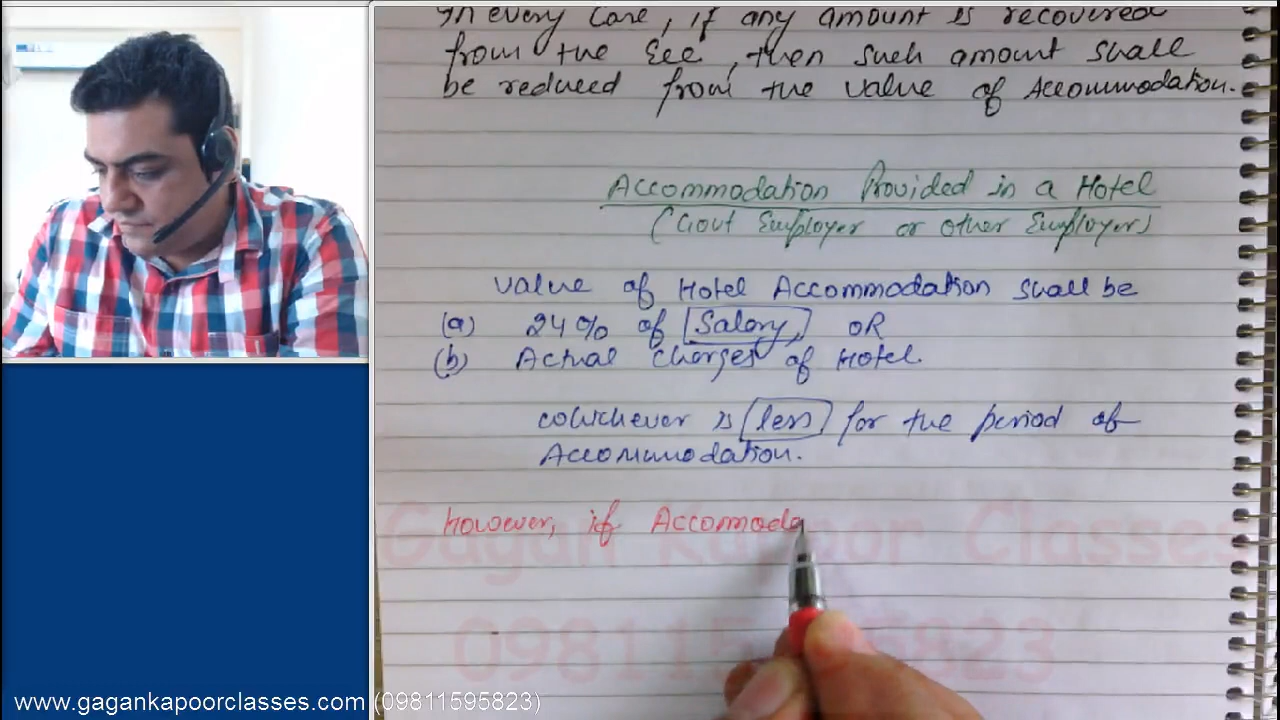 In every case, if any amount is recovered
from the Eee, then such amount shall
be reduced from the value of Accommodation.
Accommodation Provided in a Hotel
(Govt Employer or other Employer)
Value of Hotel Accommodation shall be
(a) 24% of Salary, OR
(b) Actual Charges of Hotel.
whichever is less for the period of
Accommodation.
however, if Accommoda
Gagan Kapoor Classes
www.gagankapoorclasses.com (09811595823)